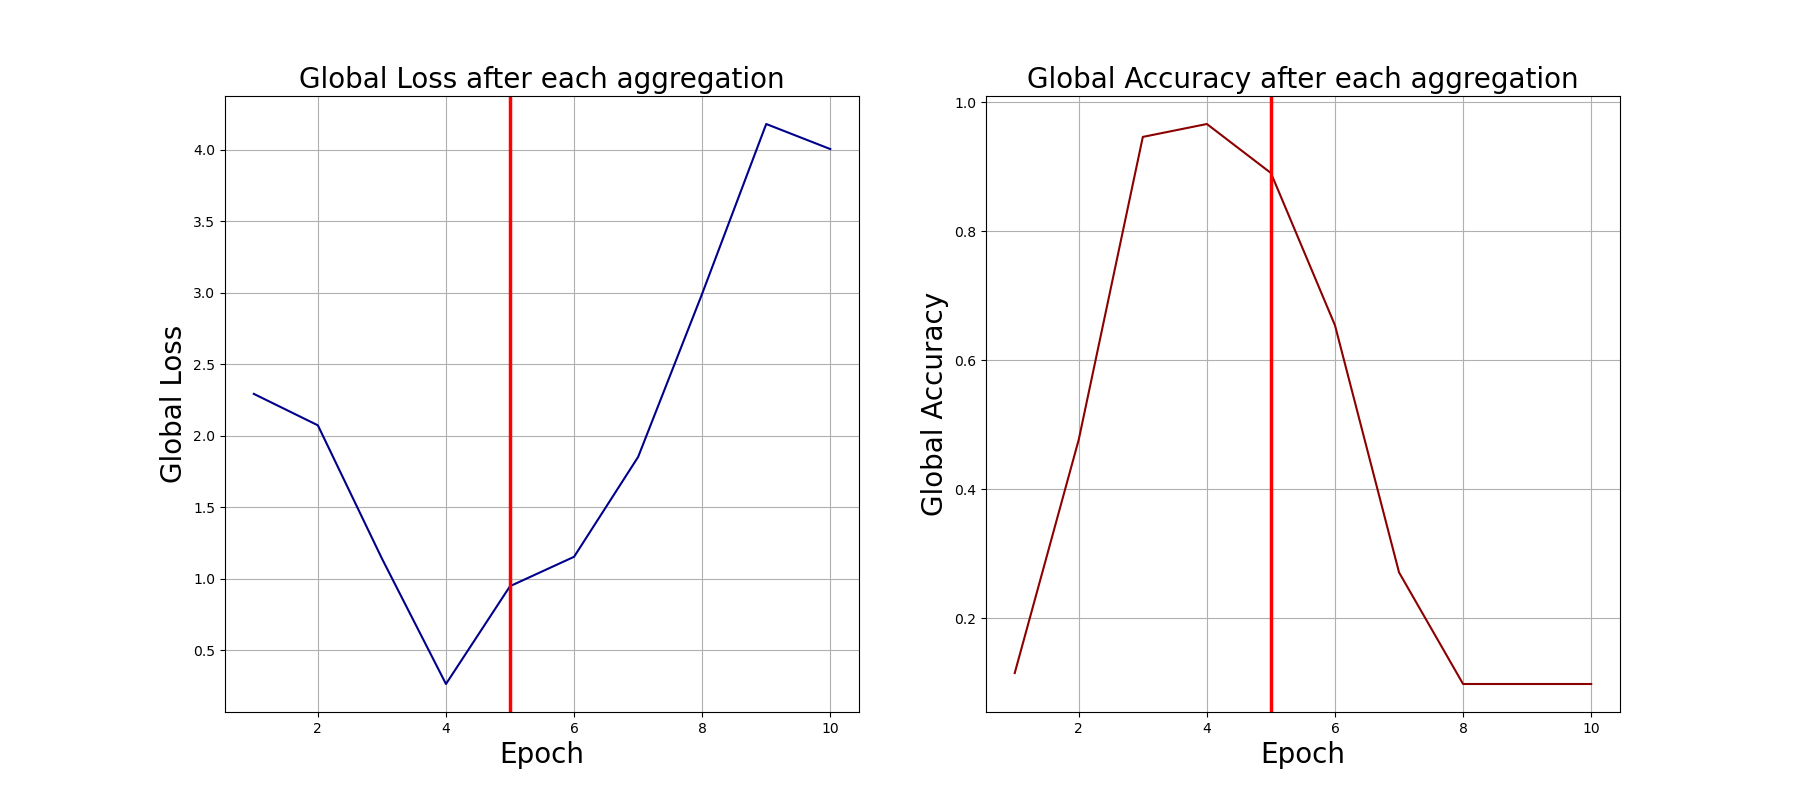 Global Loss after each aggregation
Global Loss
4.0
3.5
3.0
2.5
2.0
1.5
1.0
0.5
2 4 6 8 10
Epoch
Global Accuracy after each aggregation
Global Accuracy
1.0
0.8
0.6
0.4
0.2
2 4 6 8 10
Epoch